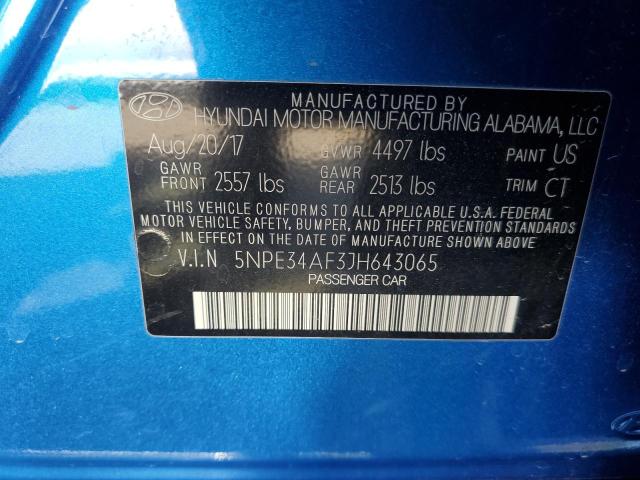 MANUFACTURED BY
HYUNDAI MOTOR MANUFACTURING ALABAMA, LLC
Aug/20/17 GVWR 4497 lbs PAINT US
GAWR FRONT 2557 lbs GAWR REAR 2513 lbs TRIM CT
THIS VEHICLE CONFORMS TO ALL APPLICABLE U.S.A. FEDERAL
MOTOR VEHICLE SAFETY, BUMPER, AND THEFT PREVENTION STANDARDS
IN EFFECT ON THE DATE OF MANUFACTURE SHOWN ABOVE.
V.I.N 5NPE34AF3JH643065
PASSENGER CAR